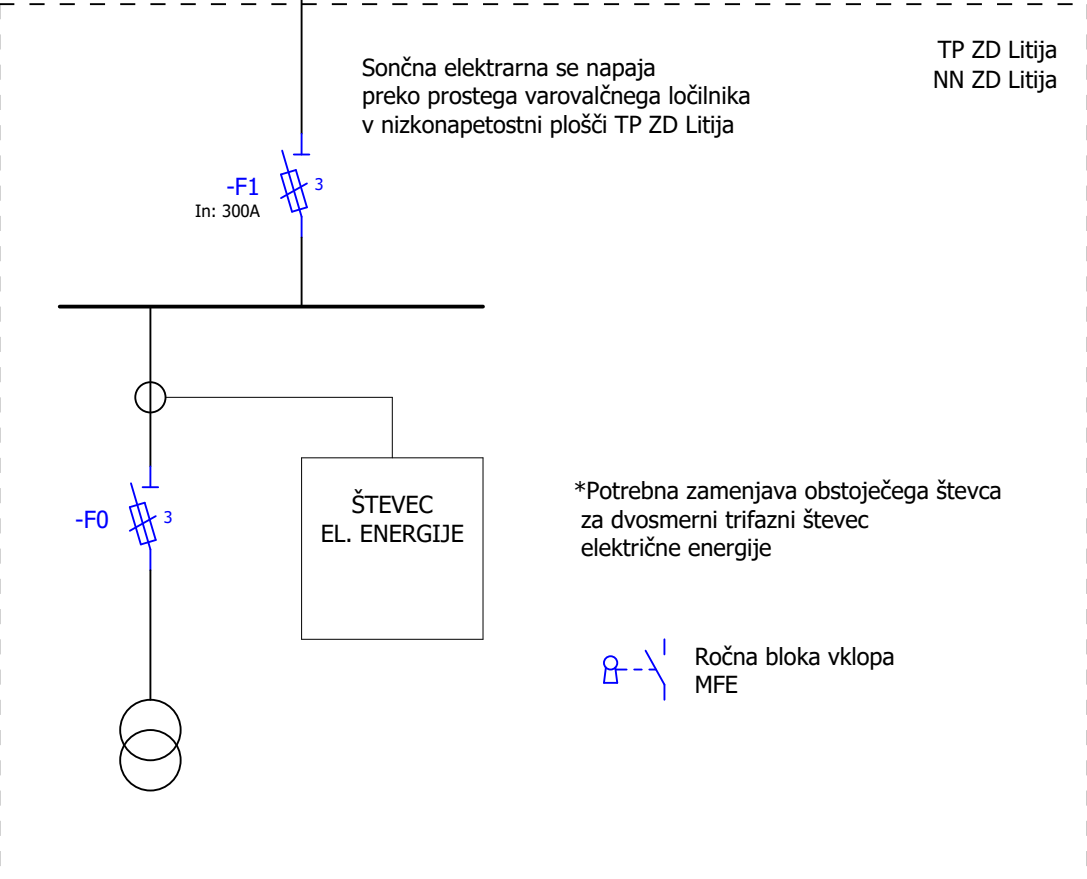 TP ZD Litija
NN ZD Litija
Sončna elektrarna se napaja
preko prostega varovalčnega ločilnika
v nizkonapetostni plošči TP ZD Litija
-F1
3
In: 300A
-F0
3
ŠTEVEC
EL. ENERGIJE
*Potrebna zamenjava obstoječega števca
za dvosmerni trifazni števec
električne energije
Ročna bloka vklopa
MFE